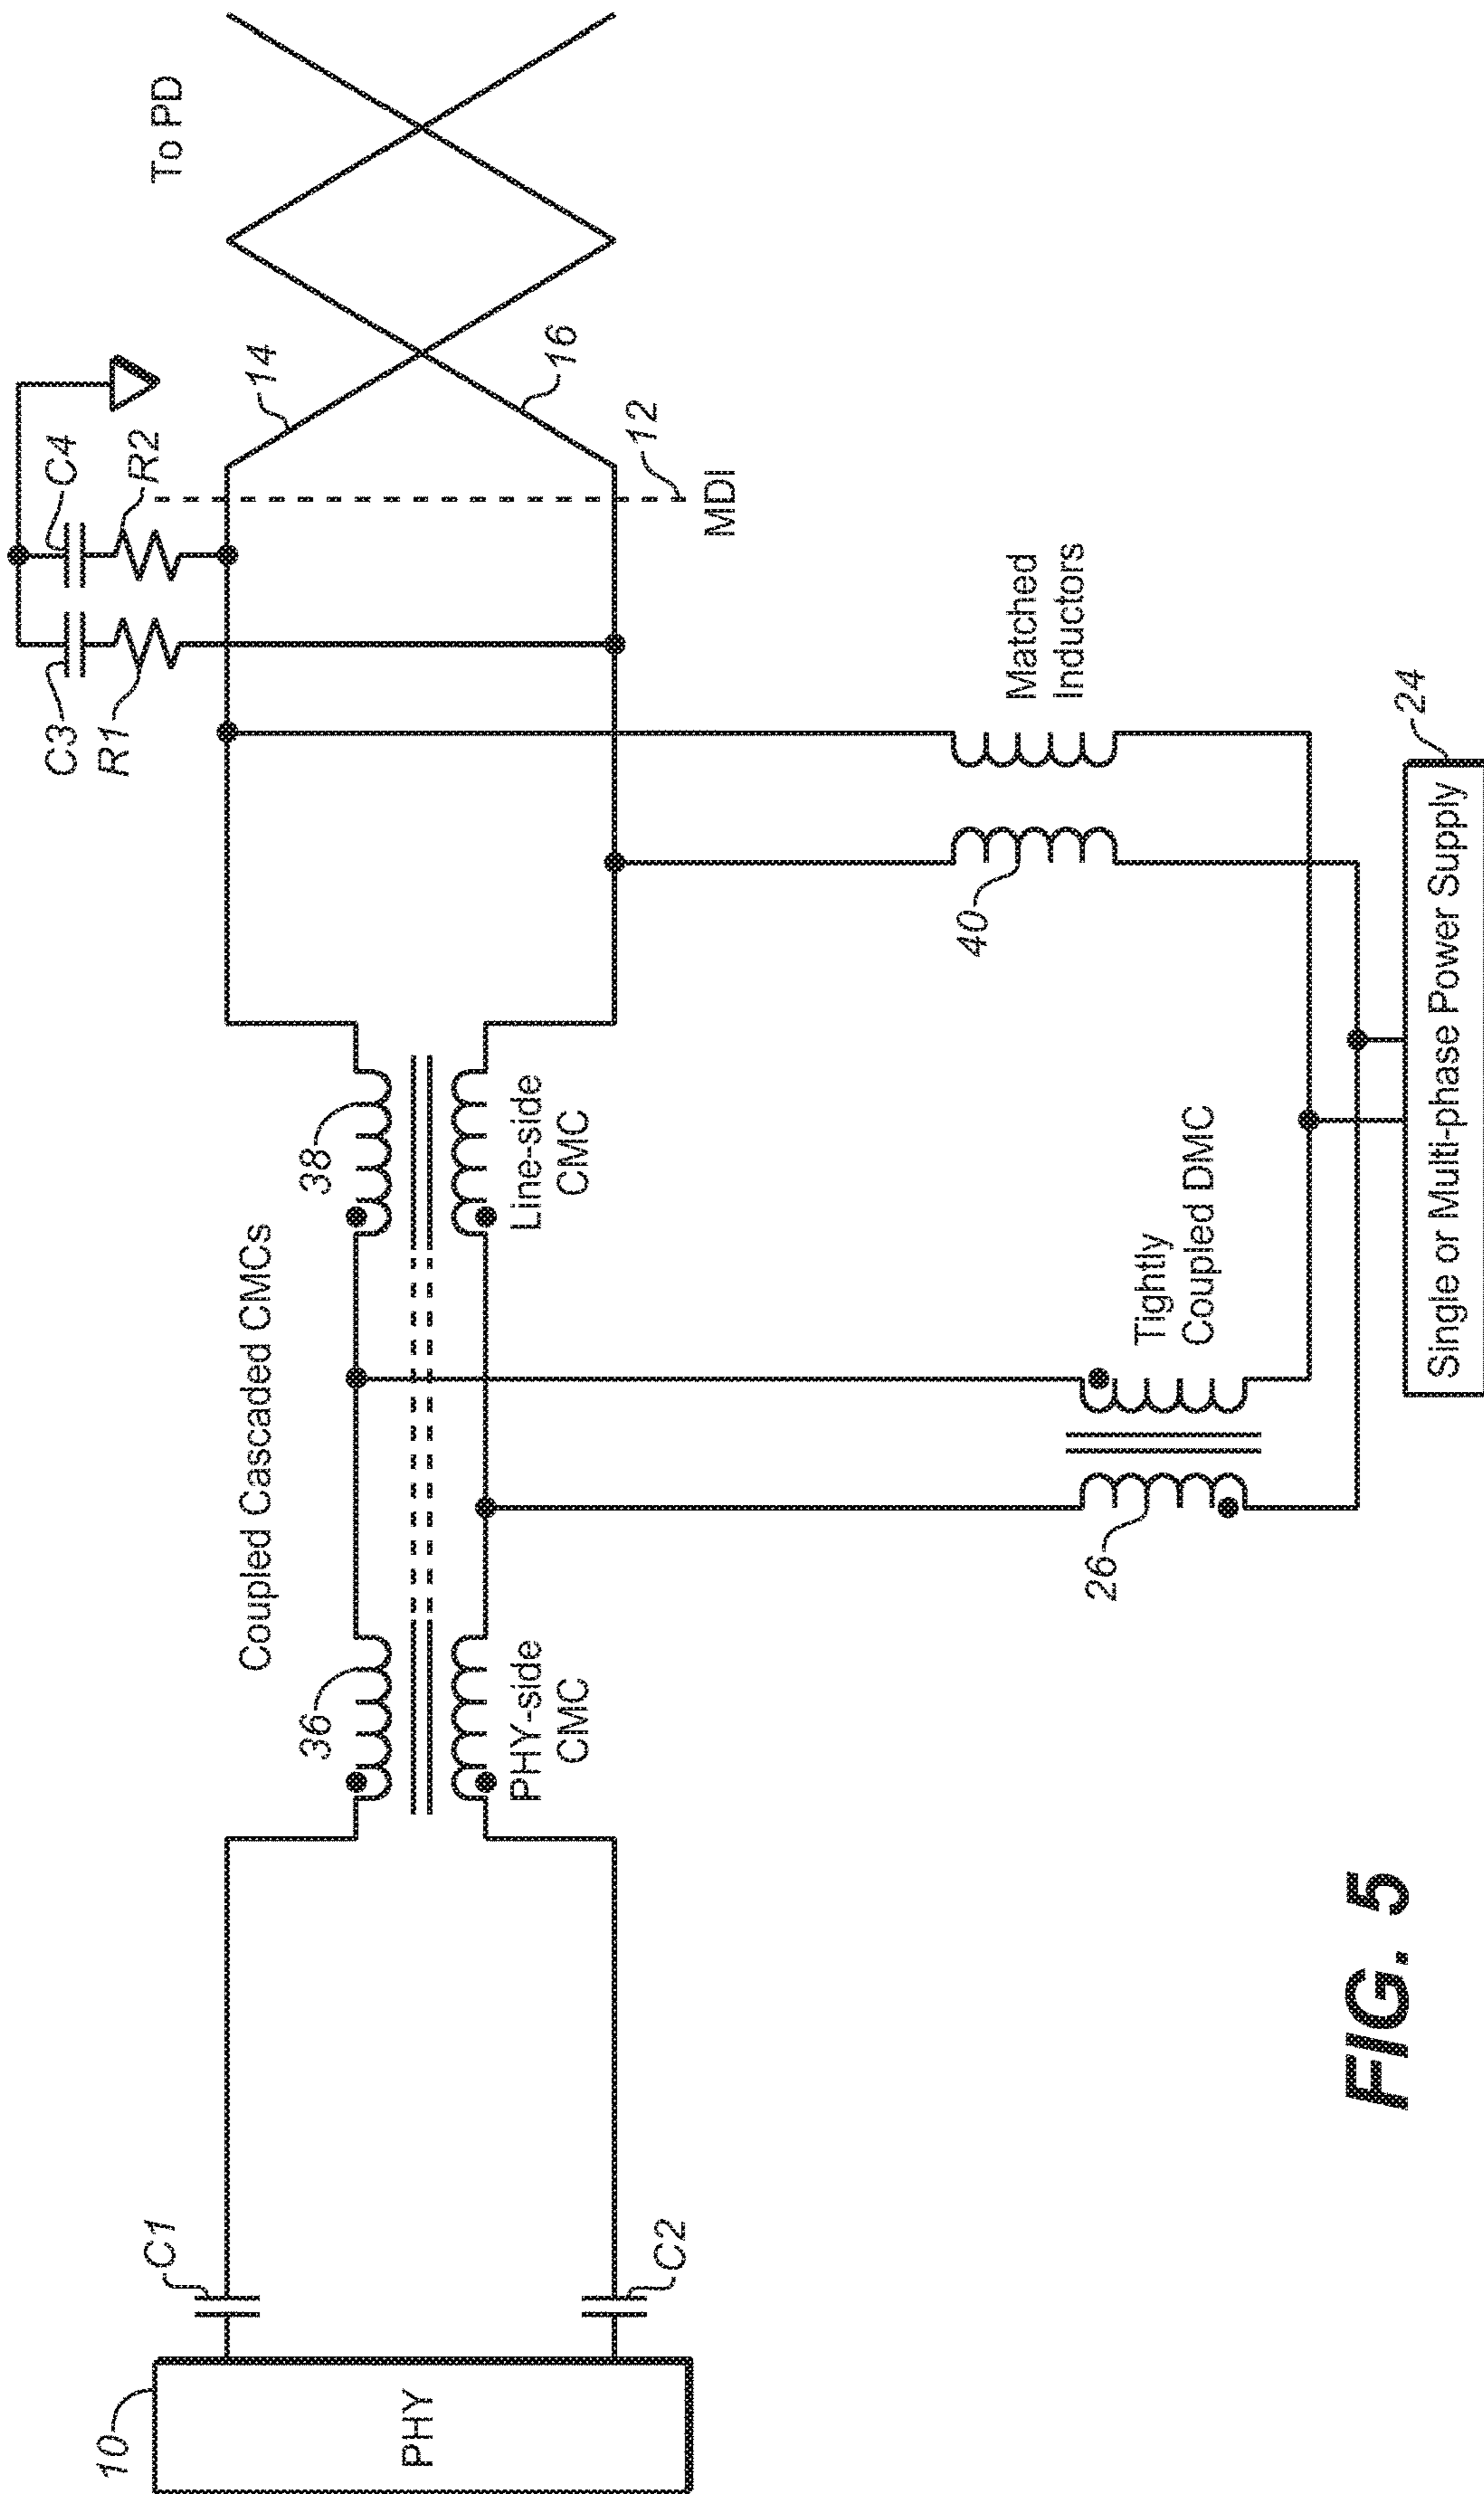 10
PHY
C1
C2
Coupled Cascaded CMCs
36
PHY-side
CMC
38
Line-side
CMC
C3
R1
C4
R2
14
16
12
MDI
To PD
26
Tightly
Coupled DMC
40
Matched
Inductors
24
Single or Multi-phase Power Supply
FIG. 5